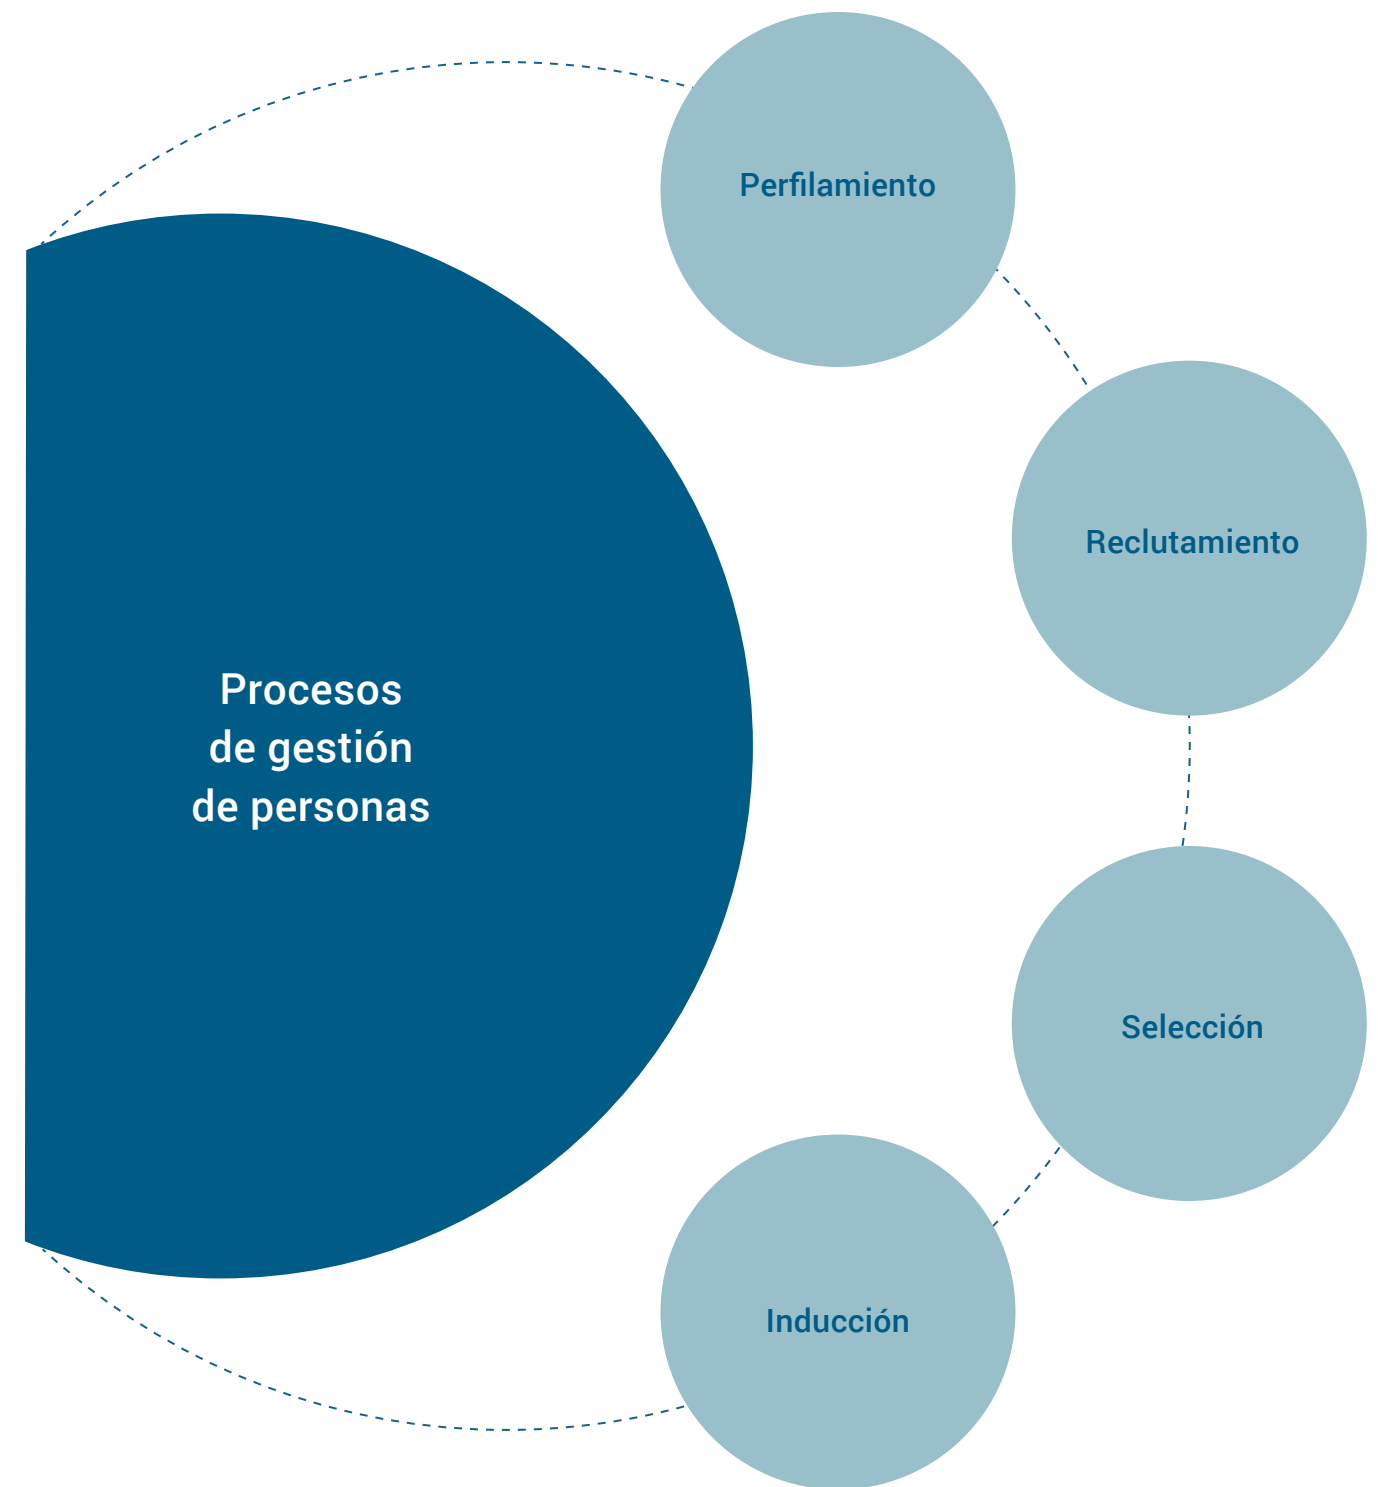 Perfilamiento
Reclutamiento
Procesos
de gestión
de personas
Selección
Inducción